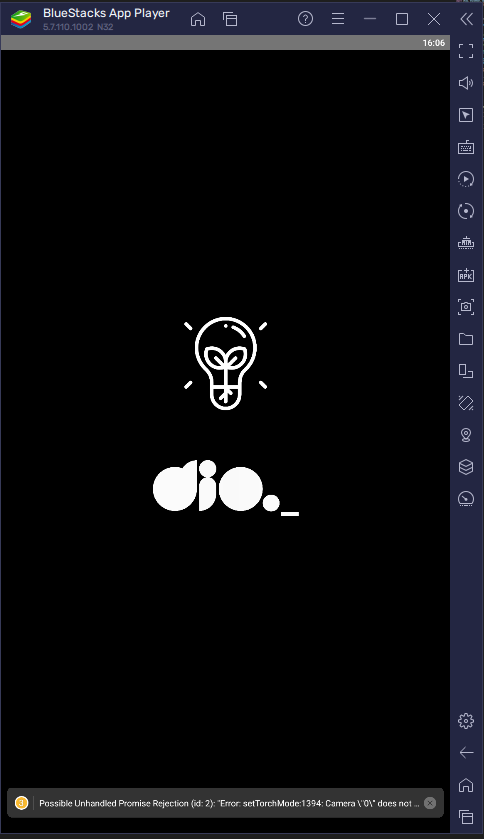 BlueStacks App Player
5.7.110.1002 N32
16:06
dio._
3
Possible Unhandled Promise Rejection (id: 2): "Error: setTorchMode:1394: Camera \"0\" does not ...
APK